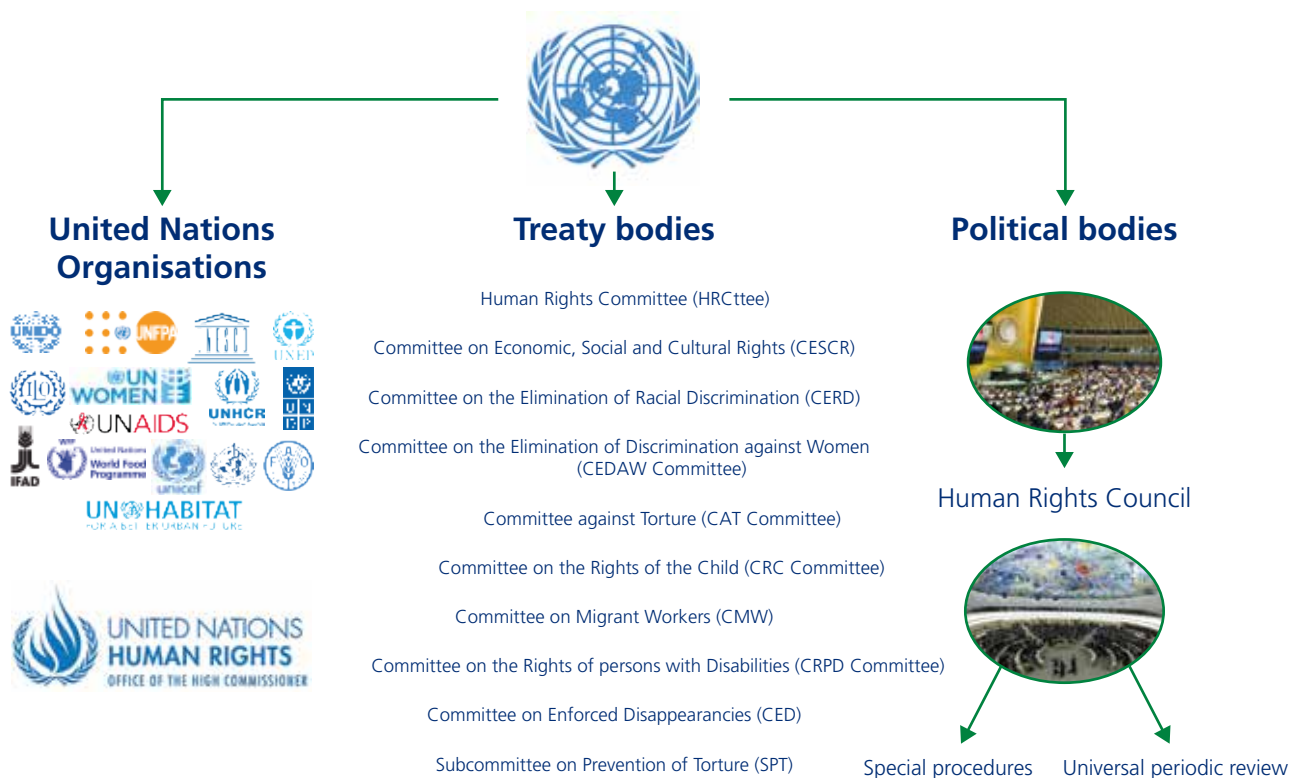 United Nations
Organisations
UNIDO
UNFPA
UNESCO
UNEP
ILO
UN
WOMEN
UNHCR
U N
D P
UNAIDS
IFAD
WFP
United Nations
World Food
Programme
unicef
F A O
UN HABITAT
FOR A BETTER URBAN FUTURE
UNITED NATIONS
HUMAN RIGHTS
OFFICE OF THE HIGH COMMISSIONER
Treaty bodies
Human Rights Committee (HRCttee)
Committee on Economic, Social and Cultural Rights (CESCR)
Committee on the Elimination of Racial Discrimination (CERD)
Committee on the Elimination of Discrimination against Women
(CEDAW Committee)
Committee against Torture (CAT Committee)
Committee on the Rights of the Child (CRC Committee)
Committee on Migrant Workers (CMW)
Committee on the Rights of persons with Disabilities (CRPD Committee)
Committee on Enforced Disappearancies (CED)
Subcommittee on Prevention of Torture (SPT)
Political bodies
Human Rights Council
Special procedures
Universal periodic review